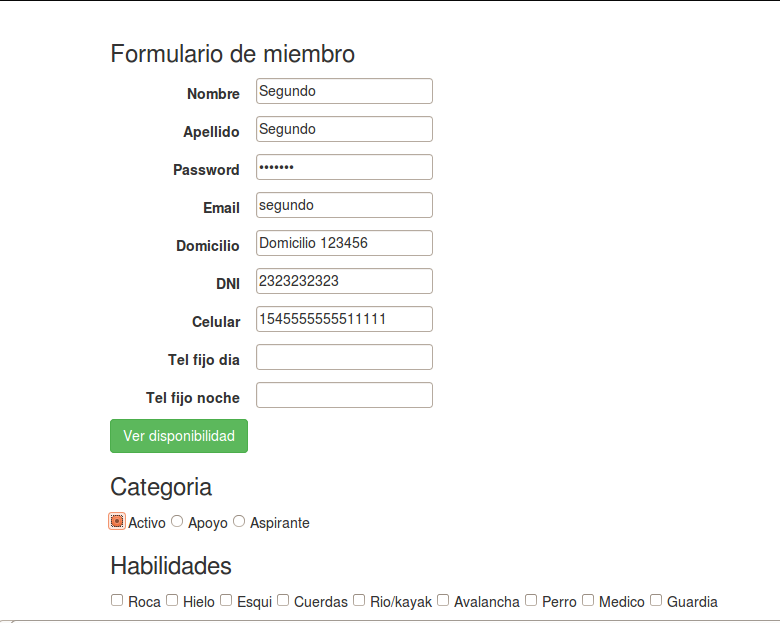 Formulario de miembro
Nombre Segundo
Apellido Segundo
Password •••••••
Email segundo
Domicilio Domicilio 123456
DNI 2323232323
Celular 1545555555511111
Tel fijo dia
Tel fijo noche
Ver disponibilidad
Categoria
Activo Apoyo Aspirante
Habilidades
Roca Hielo Esqui Cuerdas Rio/kayak Avalancha Perro Medico Guardia